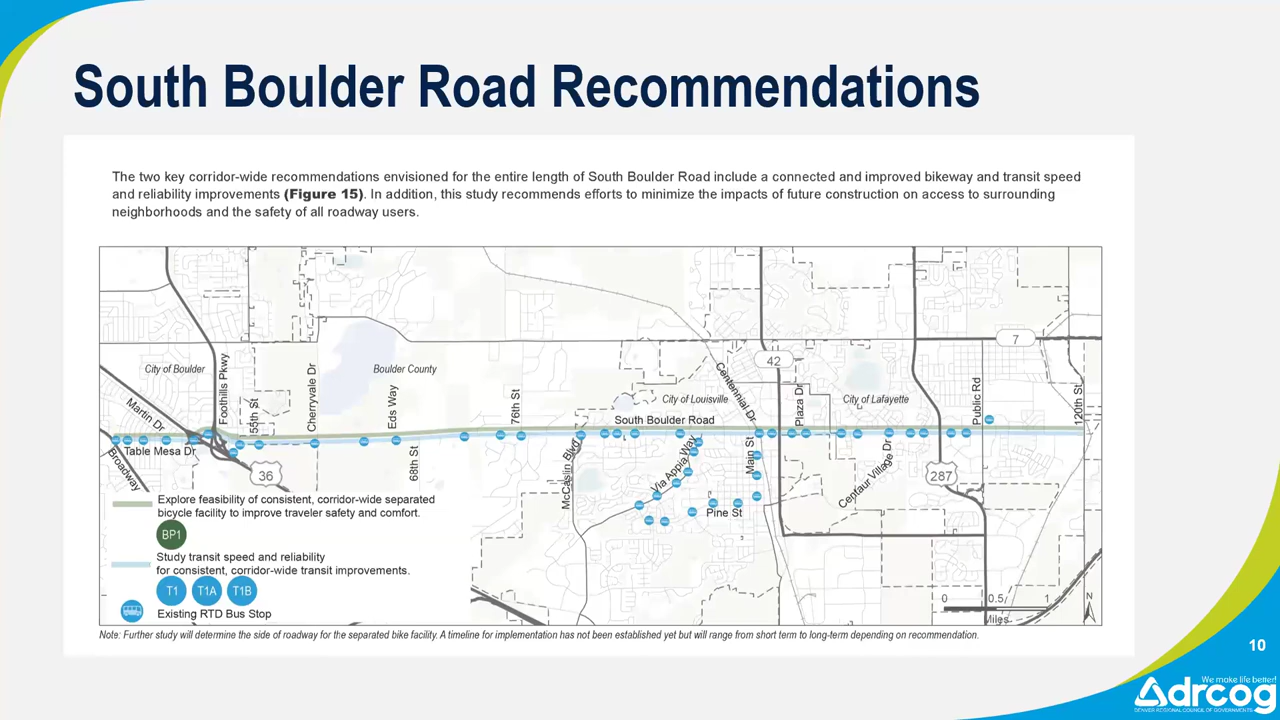 South Boulder Road Recommendations
The two key corridor-wide recommendations envisioned for the entire length of South Boulder Road include a connected and improved bikeway and transit speed
and reliability improvements (Figure 15). In addition, this study recommends efforts to minimize the impacts of future construction on access to surrounding
neighborhoods and the safety of all roadway users.
7
42
City of Boulder
Foothills Pkwy
55th St
Cherryvale Dr
Boulder County
Eds Way
76th St
City of Louisville
Centennial Dr
Plaza Dr
City of Lafayette
Public Rd
120th St
Martin Dr
South Boulder Road
Table Mesa Dr
Broadway
36
68th St
McCaslin Blvd
Via Appia Way
Main St
Centaur Village Dr
287
Pine St
Explore feasibility of consistent, corridor-wide separated
bicycle facility to improve traveler safety and comfort.
BP1
Study transit speed and reliability
for consistent, corridor-wide transit improvements.
T1 T1A T1B
Existing RTD Bus Stop
0 0.5 1
Miles
N
Note: Further study will determine the side of roadway for the separated bike facility. A timeline for implementation has not been established yet but will range from short term to long-term depending on recommendation.
10
We make life better!
drcog
DENVER REGIONAL COUNCIL OF GOVERNMENTS